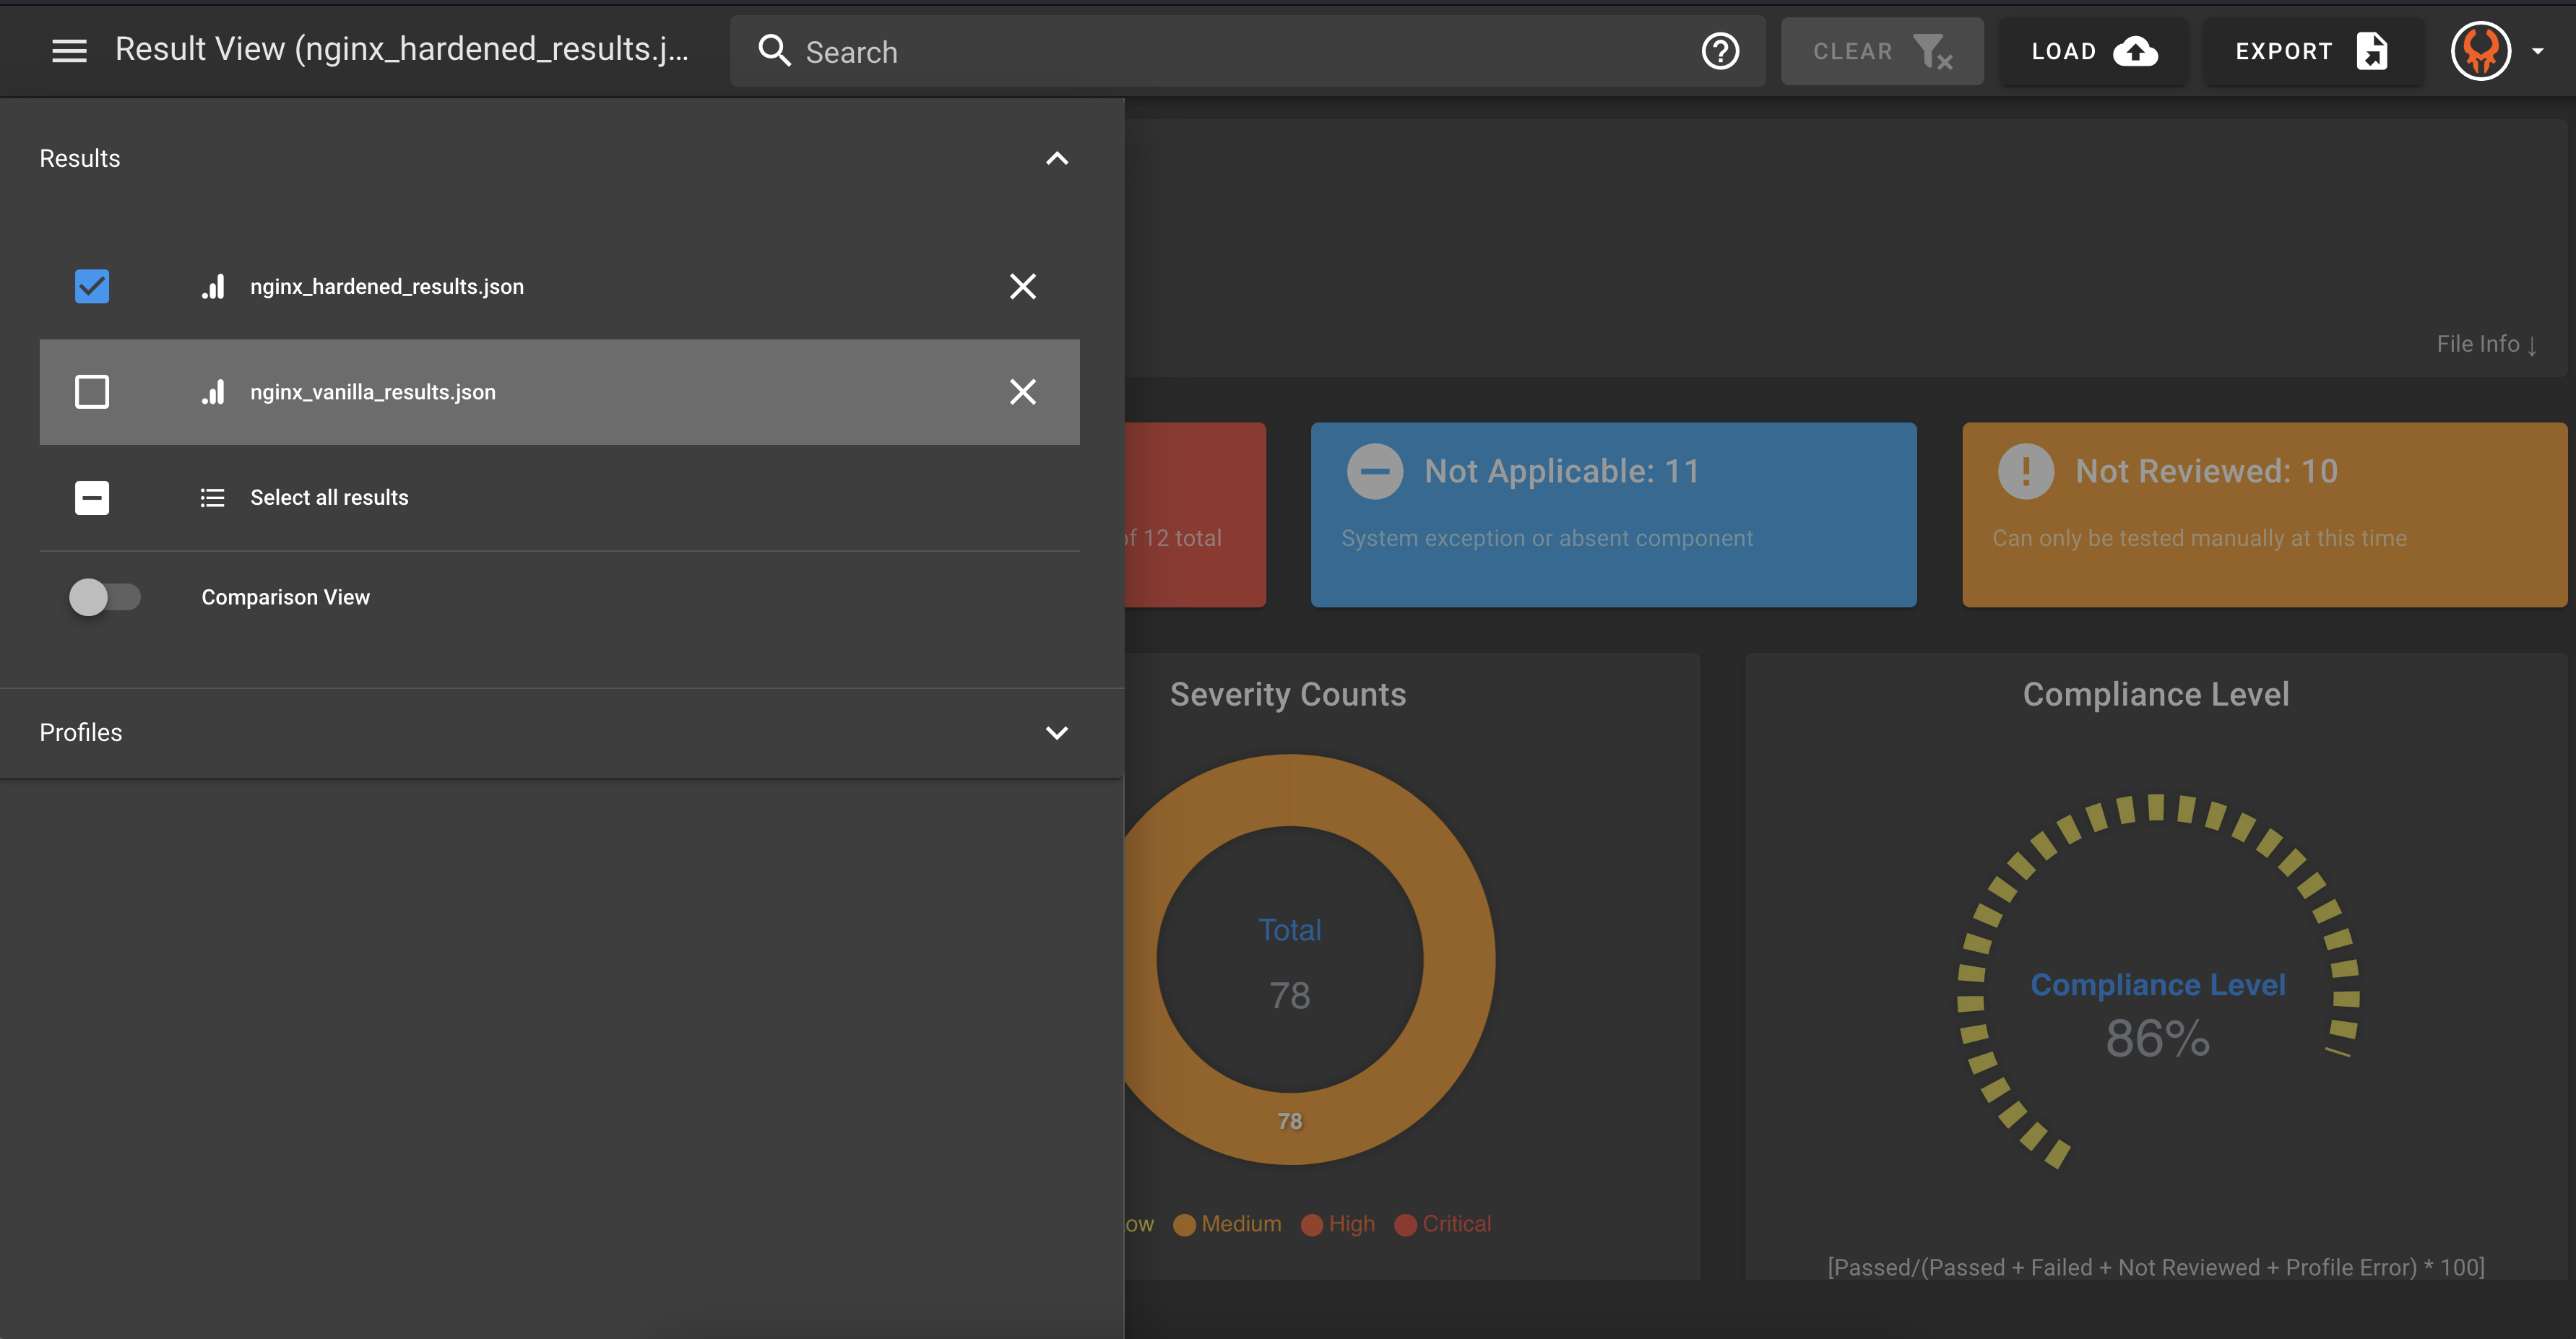 Result View (nginx_hardened_results.j...
Search
CLEAR
LOAD
EXPORT
Results
nginx_hardened_results.json
nginx_vanilla_results.json
Select all results
Comparison View
Profiles
File Info ↓
of 12 total
Not Applicable: 11
System exception or absent component
Not Reviewed: 10
Can only be tested manually at this time
Severity Counts
Total
78
78
ow Medium High Critical
Compliance Level
Compliance Level
86%
[Passed/(Passed + Failed + Not Reviewed + Profile Error) * 100]